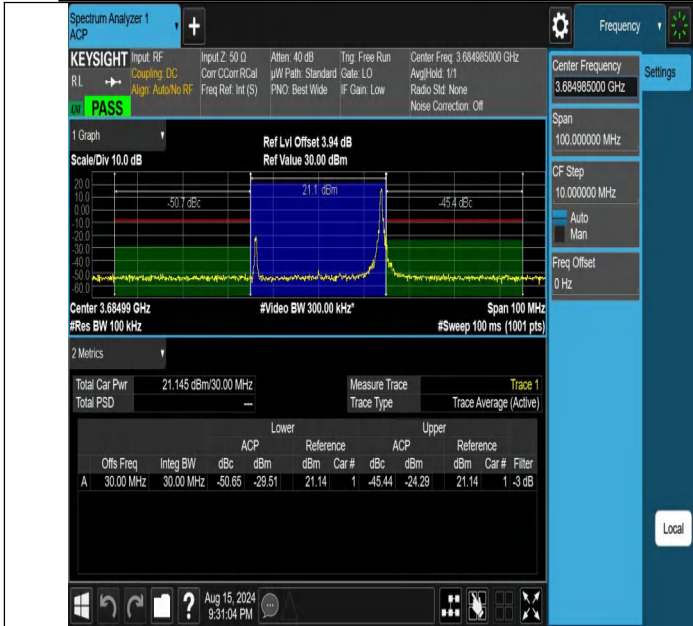 Spectrum Analyzer 1
ACP
+
Frequency
KEYSIGHT Input: RF Input Z: 50 Ω Atten: 40 dB Trig: Free Run Center Freq: 3.684985000 GHz
Coupling: DC Corr CCorr RCal µW Path: Standard Gate: LO Avg|Hold: 1/1
RL Align: Auto/No RF Freq Ref: Int (S) PNO: Best Wide IF Gain: Low Radio Std: None
Noise Correction: Off
LXI PASS
Center Frequency
3.684985000 GHz
Settings
Span
100.000000 MHz
CF Step
10.000000 MHz
Auto
Man
Freq Offset
0 Hz
1 Graph
Ref Lvl Offset 3.94 dB
Scale/Div 10.0 dB Ref Value 30.00 dBm
20.0
10.0
0.00
-10.0
-20.0
-30.0
-40.0
-50.0
-60.0
-50.7 dBc 21.1 dBm -45.4 dBc
Center 3.68499 GHz #Video BW 300.00 kHz* Span 100 MHz
#Res BW 100 kHz #Sweep 100 ms (1001 pts)
2 Metrics
Total Car Pwr 21.145 dBm/30.00 MHz Measure Trace Trace 1
Total PSD --- Trace Type Trace Average (Active)
Lower Upper
ACP Reference ACP Reference
Offs Freq Integ BW dBc dBm dBm Car # dBc dBm dBm Car # Filter
A 30.00 MHz 30.00 MHz -50.65 -29.51 21.14 1 -45.44 -24.29 21.14 1 -3 dB
Local
? Aug 15, 2024
9:31:04 PM